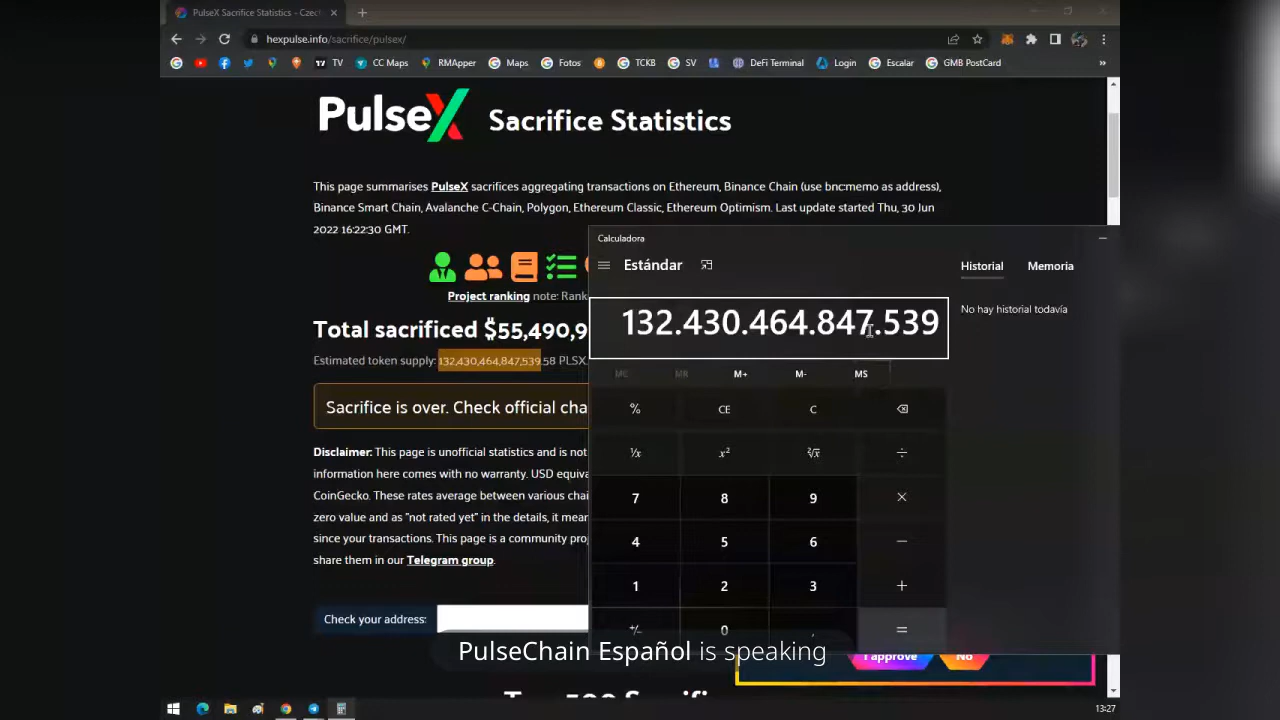 PulseX Sacrifice Statistics - Czech
hexpulse.info/sacrifice/pulsex/
TV CC Maps RMApper Maps Fotos TCKB SV DeFi Terminal Login Escalar GMB PostCard »
PulseX Sacrifice Statistics
This page summarises PulseX sacrifices aggregating transactions on Ethereum, Binance Chain (use bnc:memo as address),
Binance Smart Chain, Avalanche C-Chain, Polygon, Ethereum Classic, Ethereum Optimism. Last update started Thu, 30 Jun
2022 16:22:30 GMT.
Project ranking note: Rank
Total sacrificed $55,490,9
Estimated token supply: 132,430,464,847,539.58 PLSX
Sacrifice is over. Check official cha
Disclaimer: This page is unofficial statistics and is not
information here comes with no warranty. USD equiva
CoinGecko. These rates average between various chai
zero value and as "not rated yet" in the details, it mean
since your transactions. This page is a community pro
share them in our Telegram group.
Check your address:
Calculadora
Estándar
Historial Memoria
132.430.464.847.539
No hay historial todavía
MC MR M+ M- MS
% CE C
¹/x x² ²√x ÷
7 8 9 ×
4 5 6 −
1 2 3 +
+/- 0 , =
PulseChain Español is speaking
I approve No
13:27